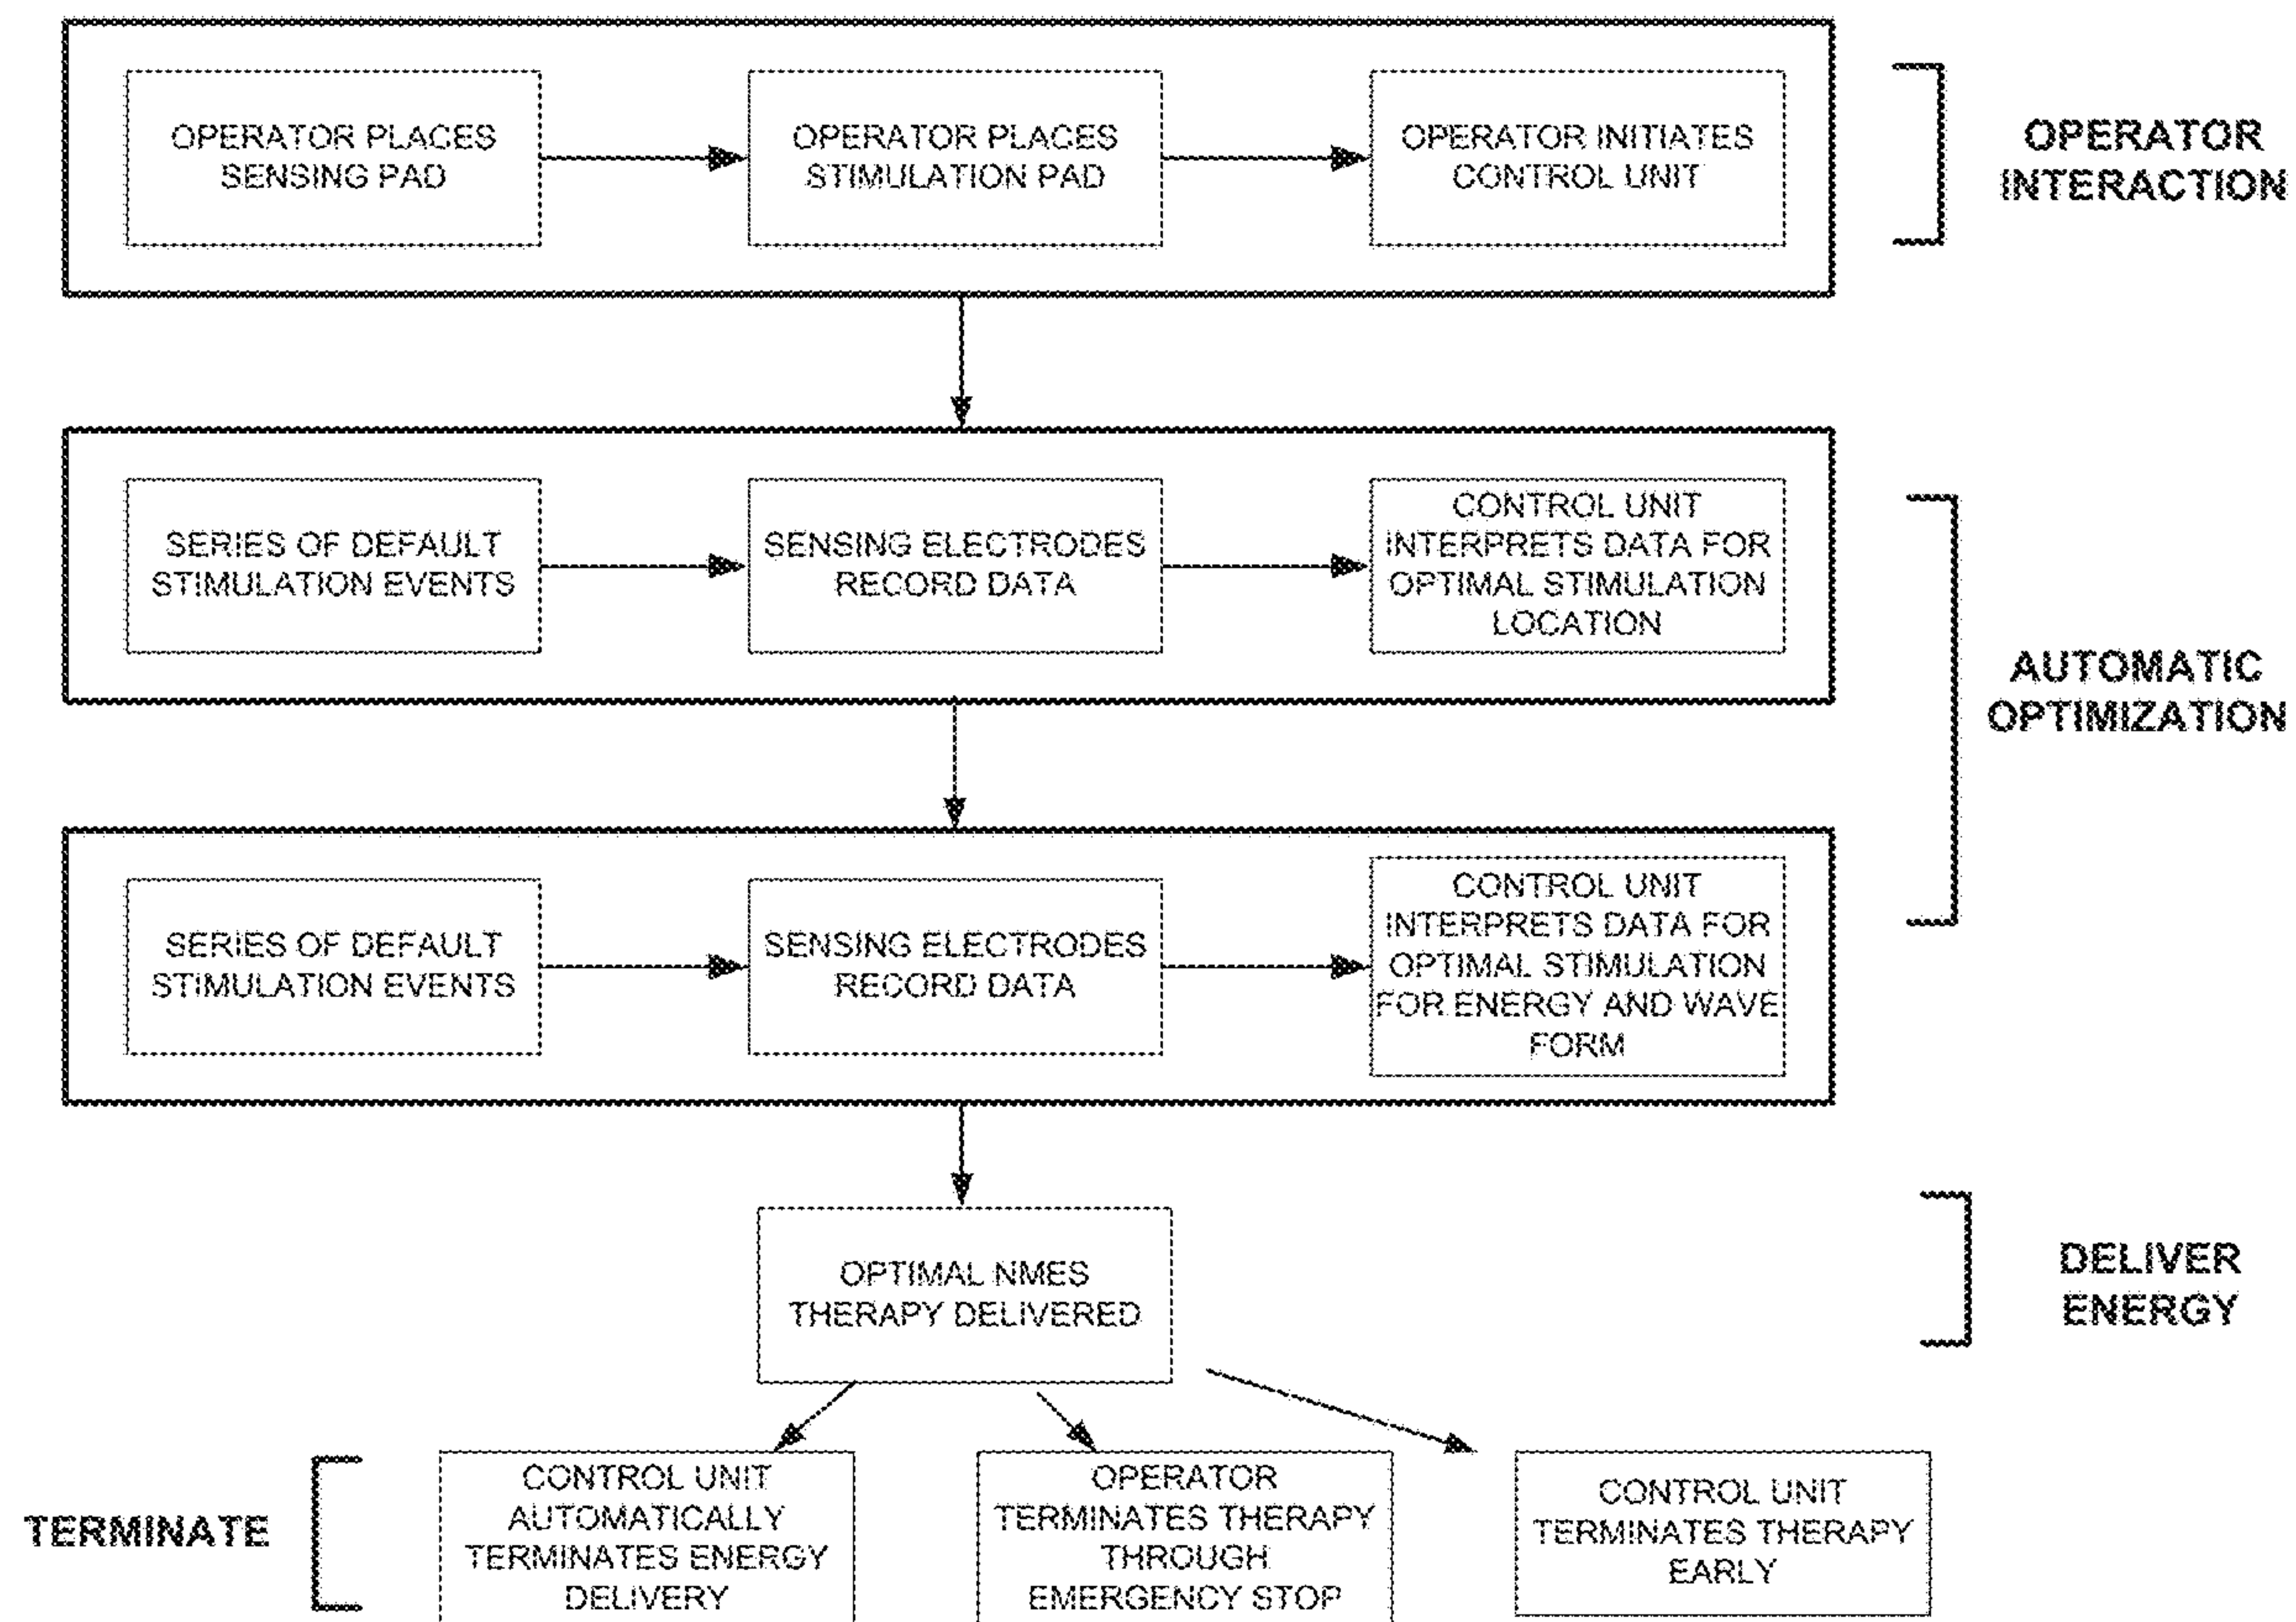 OPERATOR PLACES
SENSING PAD
OPERATOR PLACES
STIMULATION PAD
OPERATOR INITIATES
CONTROL UNIT
OPERATOR
INTERACTION
SERIES OF DEFAULT
STIMULATION EVENTS
SENSING ELECTRODES
RECORD DATA
CONTROL UNIT
INTERPRETS DATA FOR
OPTIMAL STIMULATION
LOCATION
AUTOMATIC
OPTIMIZATION
SERIES OF DEFAULT
STIMULATION EVENTS
SENSING ELECTRODES
RECORD DATA
CONTROL UNIT
INTERPRETS DATA FOR
OPTIMAL STIMULATION
FOR ENERGY AND WAVE
FORM
OPTIMAL NMES
THERAPY DELIVERED
DELIVER
ENERGY
TERMINATE
CONTROL UNIT
AUTOMATICALLY
TERMINATES ENERGY
DELIVERY
OPERATOR
TERMINATES THERAPY
THROUGH
EMERGENCY STOP
CONTROL UNIT
TERMINATES THERAPY
EARLY